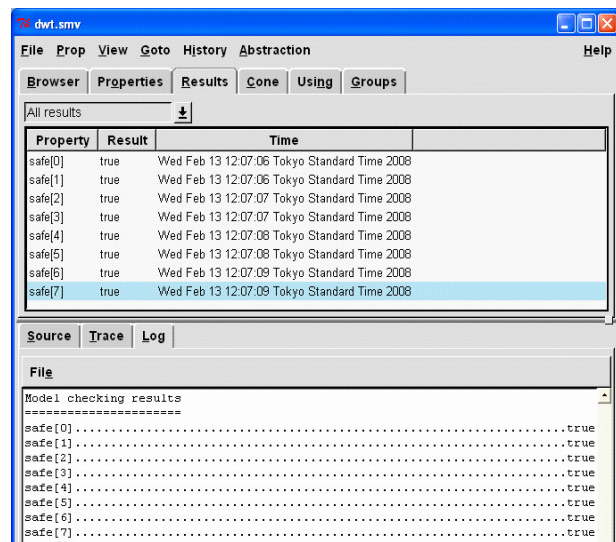 dwt.smv
File Prop View Goto History Abstraction Help
Browser Properties Results Cone Using Groups
All results
Property Result Time
safe[0] true Wed Feb 13 12:07:06 Tokyo Standard Time 2008
safe[1] true Wed Feb 13 12:07:06 Tokyo Standard Time 2008
safe[2] true Wed Feb 13 12:07:07 Tokyo Standard Time 2008
safe[3] true Wed Feb 13 12:07:07 Tokyo Standard Time 2008
safe[4] true Wed Feb 13 12:07:08 Tokyo Standard Time 2008
safe[5] true Wed Feb 13 12:07:08 Tokyo Standard Time 2008
safe[6] true Wed Feb 13 12:07:09 Tokyo Standard Time 2008
safe[7] true Wed Feb 13 12:07:09 Tokyo Standard Time 2008
Source Trace Log
File
Model checking results
======================
safe[0]....................................................................true
safe[1]....................................................................true
safe[2]....................................................................true
safe[3]....................................................................true
safe[4]....................................................................true
safe[5]....................................................................true
safe[6]....................................................................true
safe[7]....................................................................true